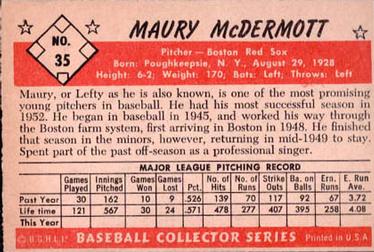 NO.
35
MAURY McDERMOTT
Pitcher—Boston Red Sox
Born: Poughkeepsie, N. Y., August 29, 1928
Height: 6-2; Weight: 170, Bats: Left; Throws: Left
Maury, or Lefty as he is also known, is one of the most promising
young pitchers in baseball. He had his most successful season in
1952. He began in baseball in 1945, and worked his way through
the Boston farm system, first arriving in Boston in 1948. He finished
that season in the minors, however, returning in mid-1949 to stay.
Spent part of the past off-season as a professional singer.
MAJOR LEAGUE PITCHING RECORD
Games Played Innings Pitched Games Won Games Lost Pct. No. of Hits No. of Runs Strike Outs Ba. on Balls Ern. Runs E. Run Ave.
Past Year 30 162 10 9 .526 139 70 117 92 67 3.72
Life time 121 567 30 24 .571 478 277 407 395 258 4.08
This Year
BASEBALL COLLECTOR SERIES
Printed in U.S.A.